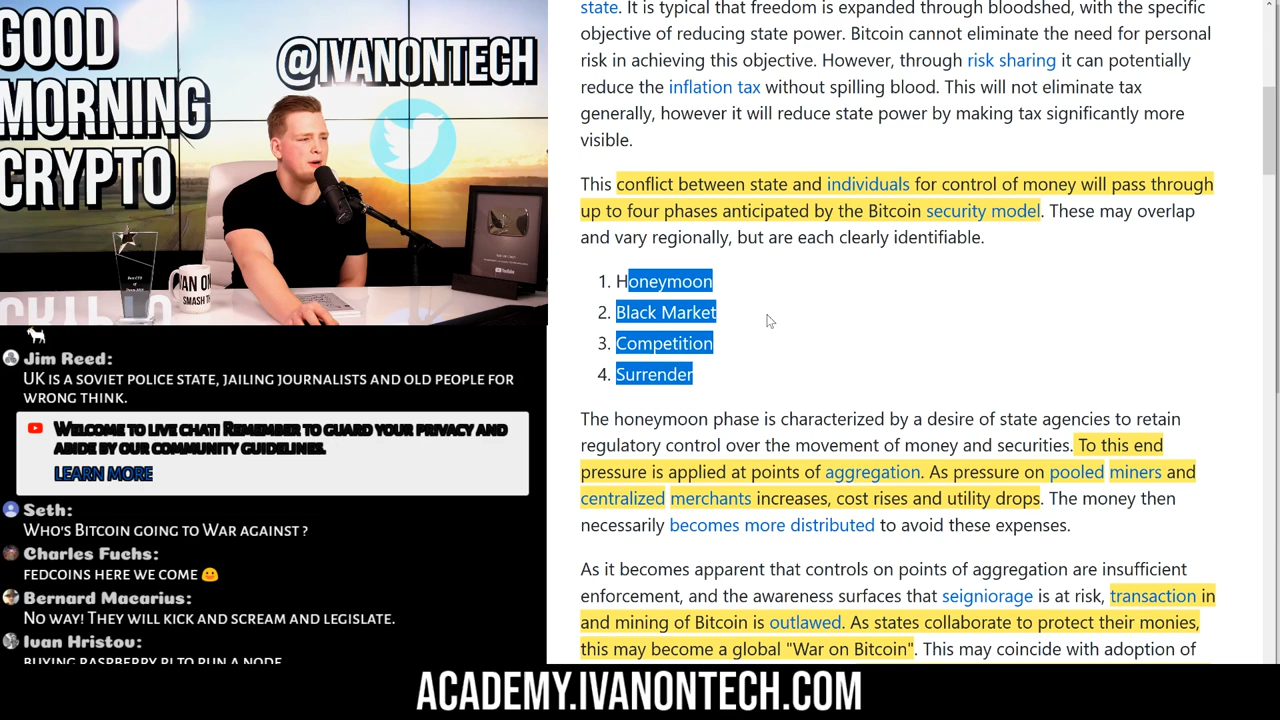 GOOD
MORNING
CRYPTO
@IVANONTECH
IVAN ON
SMASH TH
YouTube
Jim Reed:
UK is a soviet police state, jailing journalists and old people for
wrong think.
Welcome to live chat! Remember to guard your privacy and
abide by our community guidelines.
LEARN MORE
Seth:
Who's Bitcoin going to War against ?
Charles Fuchs:
fedcoins here we come
Bernard Macarius:
No way! They will kick and scream and legislate.
Ivan Hristov:
buying raspberry pi to run a node
state. It is typical that freedom is expanded through bloodshed, with the specific
objective of reducing state power. Bitcoin cannot eliminate the need for personal
risk in achieving this objective. However, through risk sharing it can potentially
reduce the inflation tax without spilling blood. This will not eliminate tax
generally, however it will reduce state power by making tax significantly more
visible.
This conflict between state and individuals for control of money will pass through
up to four phases anticipated by the Bitcoin security model. These may overlap
and vary regionally, but are each clearly identifiable.
1. Honeymoon
2. Black Market
3. Competition
4. Surrender
The honeymoon phase is characterized by a desire of state agencies to retain
regulatory control over the movement of money and securities. To this end
pressure is applied at points of aggregation. As pressure on pooled miners and
centralized merchants increases, cost rises and utility drops. The money then
necessarily becomes more distributed to avoid these expenses.
As it becomes apparent that controls on points of aggregation are insufficient
enforcement, and the awareness surfaces that seigniorage is at risk, transaction in
and mining of Bitcoin is outlawed. As states collaborate to protect their monies,
this may become a global "War on Bitcoin". This may coincide with adoption of
ACADEMY.IVANONTECH.COM